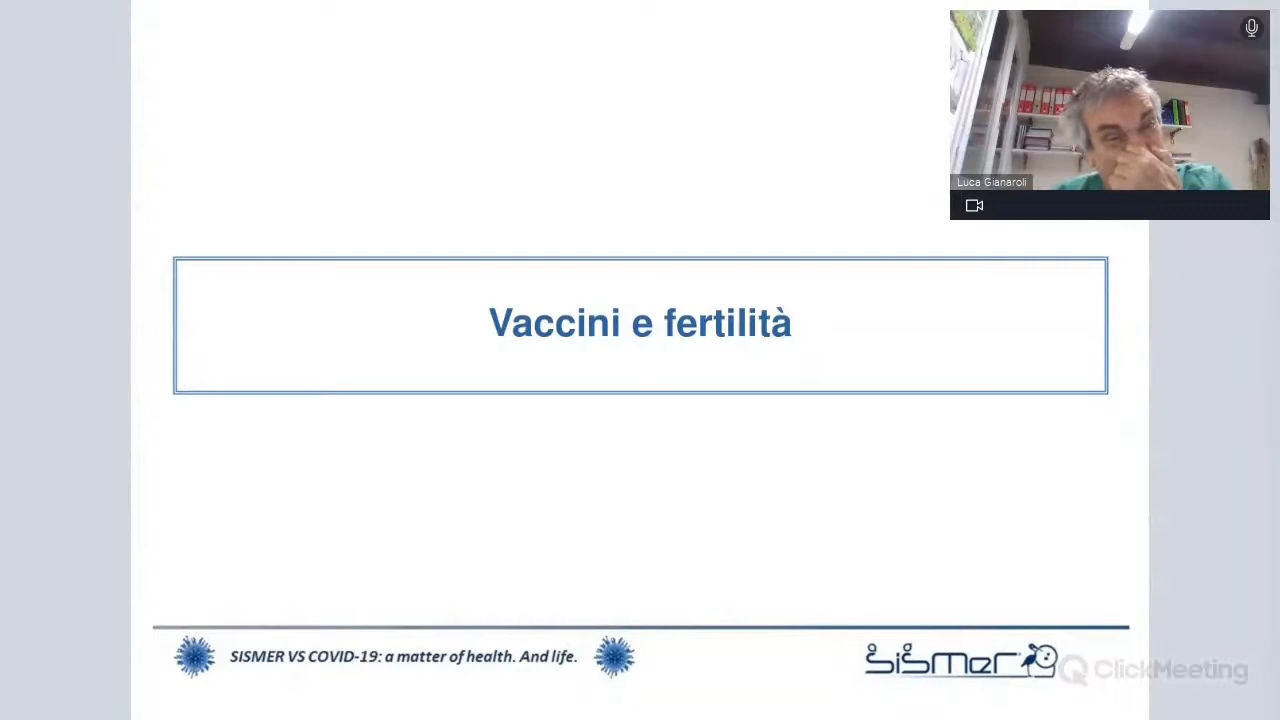 Luca Gianaroli
Vaccini e fertilità
SISMER VS COVID-19: a matter of health. And life.
SiSMer
ClickMeeting